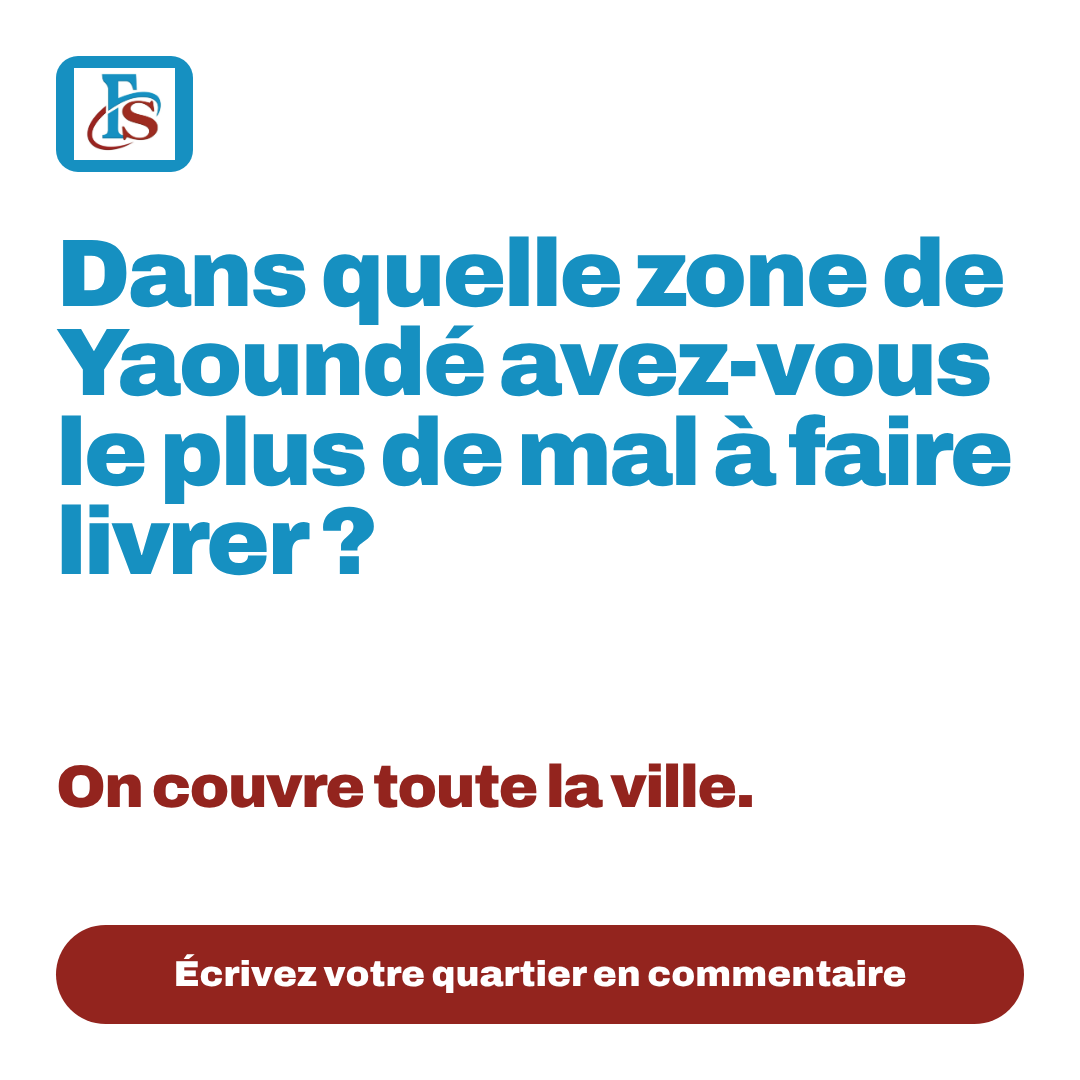 FS
Dans quelle zone de
Yaoundé avez-vous
le plus de mal à faire
livrer ?
On couvre toute la ville.
Écrivez votre quartier en commentaire